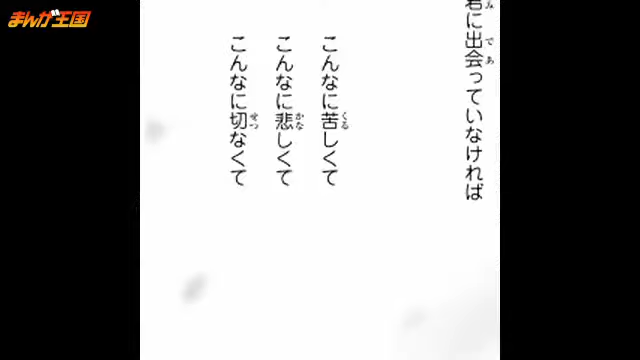 まんが王国
君に出会っていなければ
こんなに苦しくて
こんなに悲しくて
こんなに切なくて